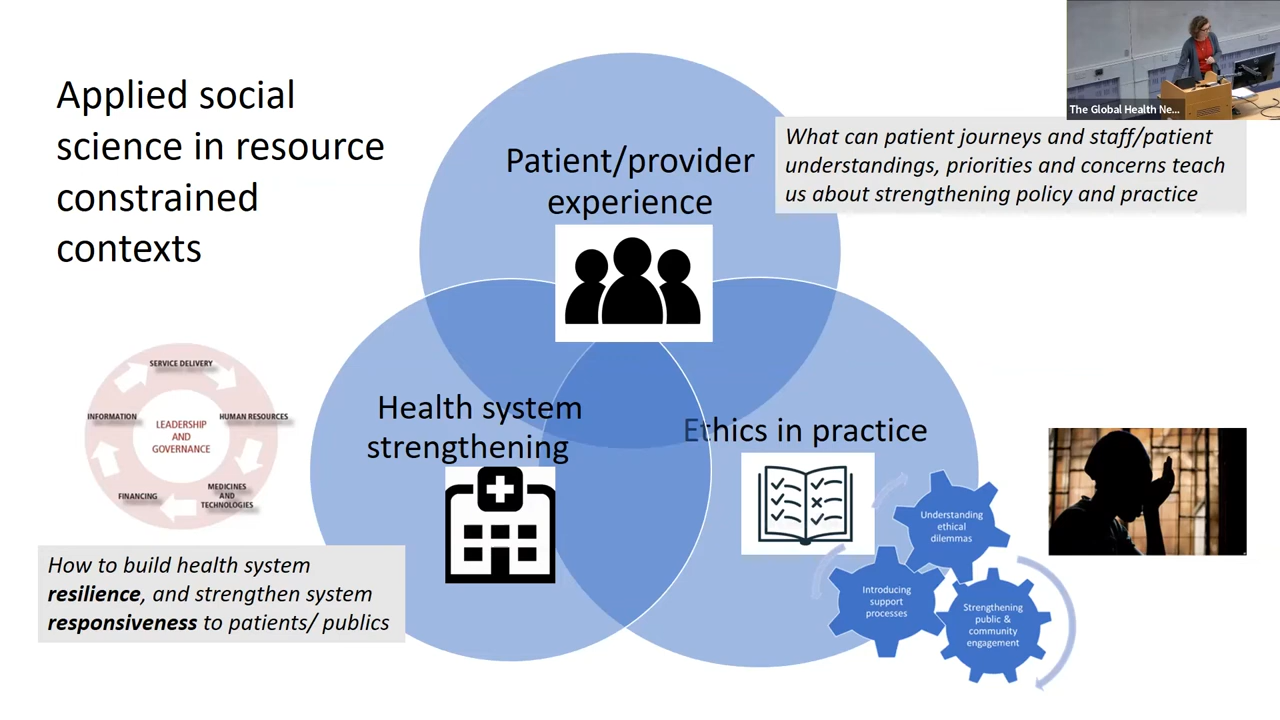 Applied social
science in resource
constrained
contexts
Patient/provider
experience
The Global Health Ne...
What can patient journeys and staff/patient
understandings, priorities and concerns teach
us about strengthening policy and practice
SERVICE DELIVERY
INFORMATION
HUMAN RESOURCES
LEADERSHIP
AND
GOVERNANCE
FINANCING
MEDICINES
AND
TECHNOLOGIES
Health system
strengthening
Ethics in practice
Understanding
ethical
dilemmas
Introducing
support
processes
Strengthening
public &
community
engagement
How to build health system
resilience, and strengthen system
responsiveness to patients/ publics